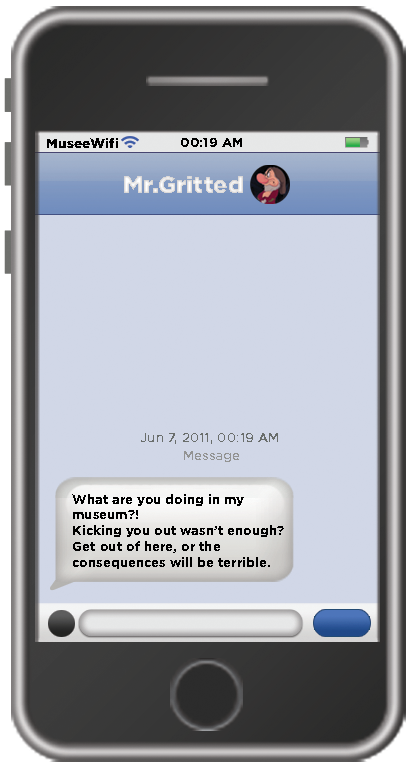 MuseeWifi 00:19 AM
Mr.Gritted
Jun 7, 2011, 00:19 AM
Message
What are you doing in my
museum?!
Kicking you out wasn't enough?
Get out of here, or the
consequences will be terrible.